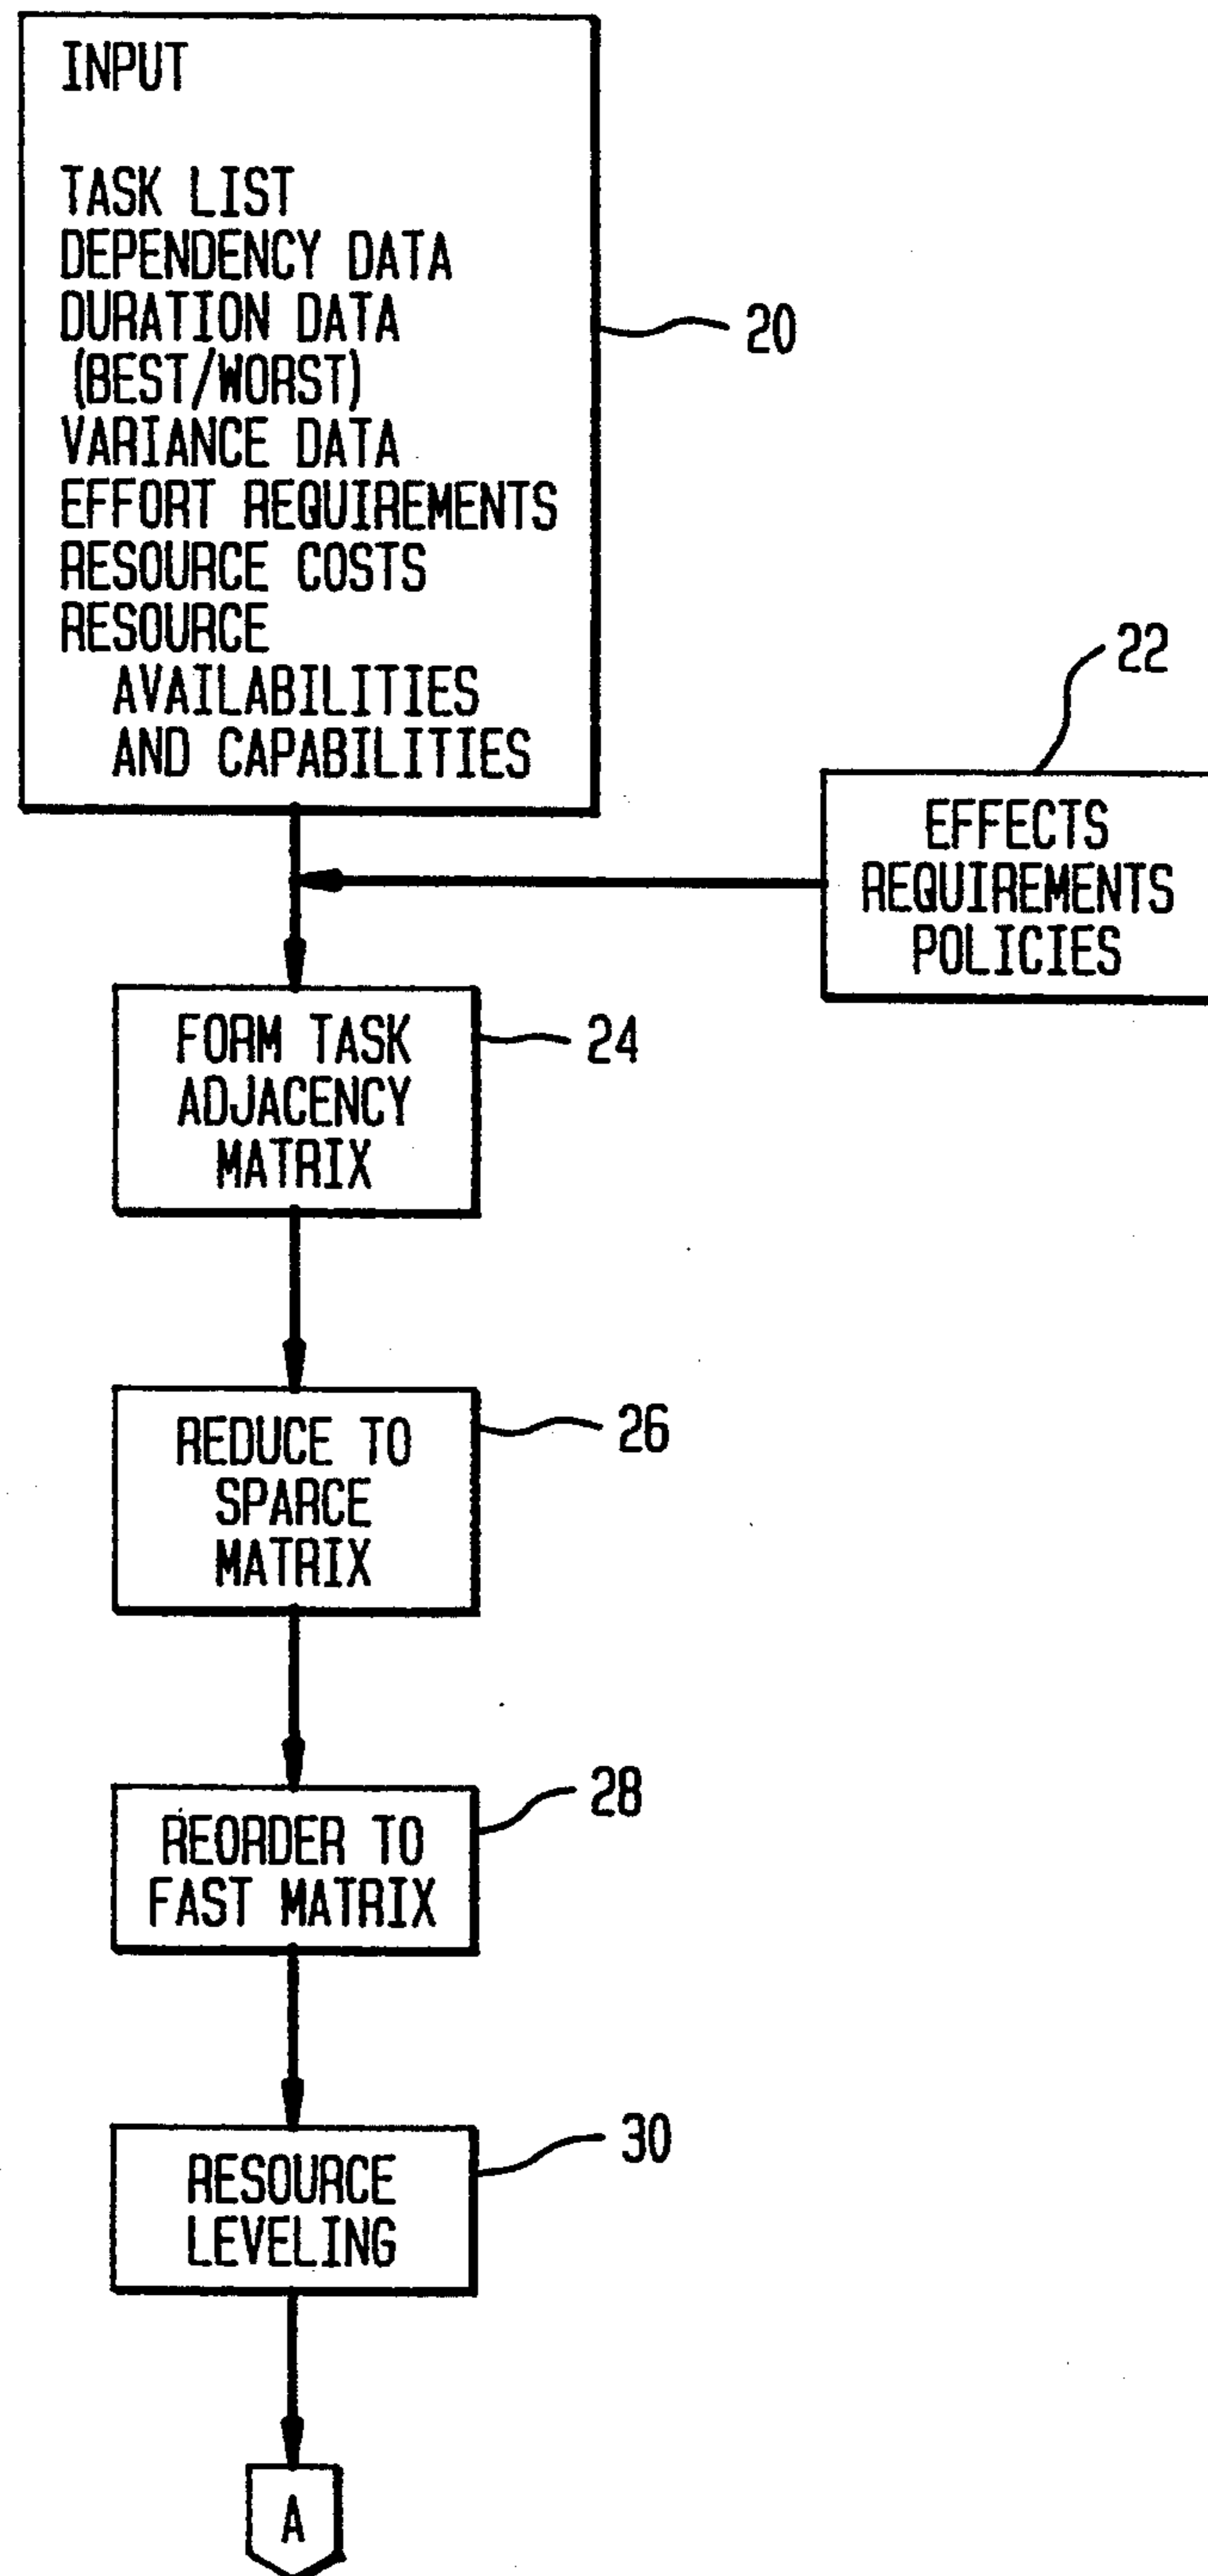 INPUT
TASK LIST
DEPENDENCY DATA
DURATION DATA
(BEST/WORST)
VARIANCE DATA
EFFORT REQUIREMENTS
RESOURCE COSTS
RESOURCE
AVAILABILITIES
AND CAPABILITIES
20
22
EFFECTS
REQUIREMENTS
POLICIES
FORM TASK
ADJACENCY
MATRIX
24
REDUCE TO
SPARCE
MATRIX
26
REORDER TO
FAST MATRIX
28
RESOURCE
LEVELING
30
A